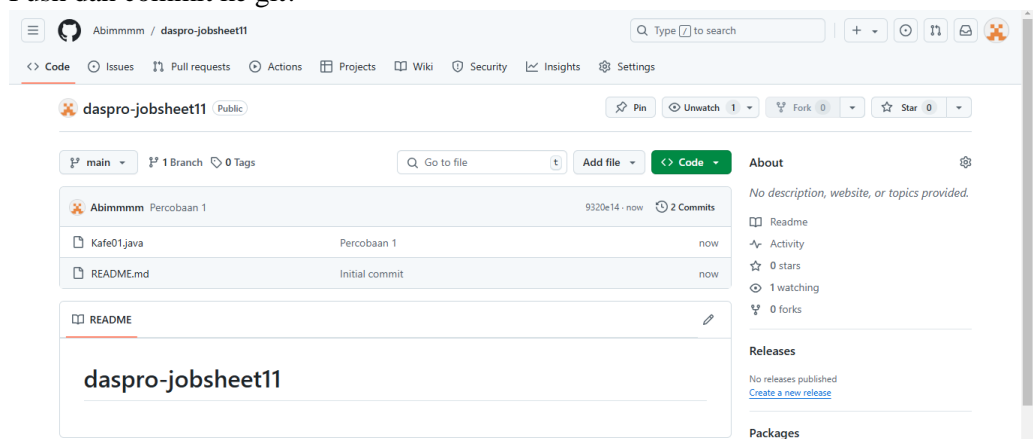 Push dan commit ke git!
Abimmmm / daspro-jobsheet11
Type / to search
Code Issues Pull requests Actions Projects Wiki Security Insights Settings
daspro-jobsheet11 Public
Pin Unwatch 1 Fork 0 Star 0
main 1 Branch 0 Tags Go to file t Add file Code
Abimmmm Percobaan 1 9320e14 · now 2 Commits
Kafe01.java Percobaan 1 now
README.md Initial commit now
README
daspro-jobsheet11
About
No description, website, or topics provided.
Readme
Activity
0 stars
1 watching
0 forks
Releases
No releases published
Create a new release
Packages